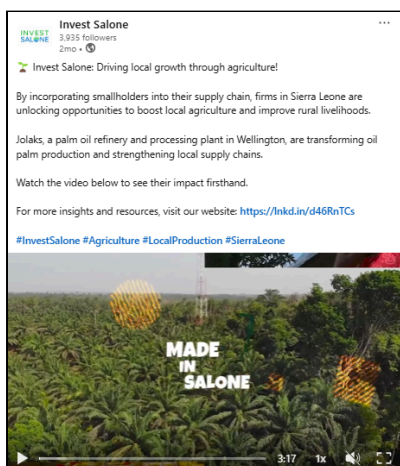 INVEST
SALONE
Invest Salone
3,935 followers
2mo •
Invest Salone: Driving local growth through agriculture!
By incorporating smallholders into their supply chain, firms in Sierra Leone are
unlocking opportunities to boost local agriculture and improve rural livelihoods.
Jolaks, a palm oil refinery and processing plant in Wellington, are transforming oil
palm production and strengthening local supply chains.
Watch the video below to see their impact firsthand.
For more insights and resources, visit our website: https://lnkd.in/d46RnTCs
#InvestSalone #Agriculture #LocalProduction #SierraLeone
MADE
IN
SALONE
3:17 1x